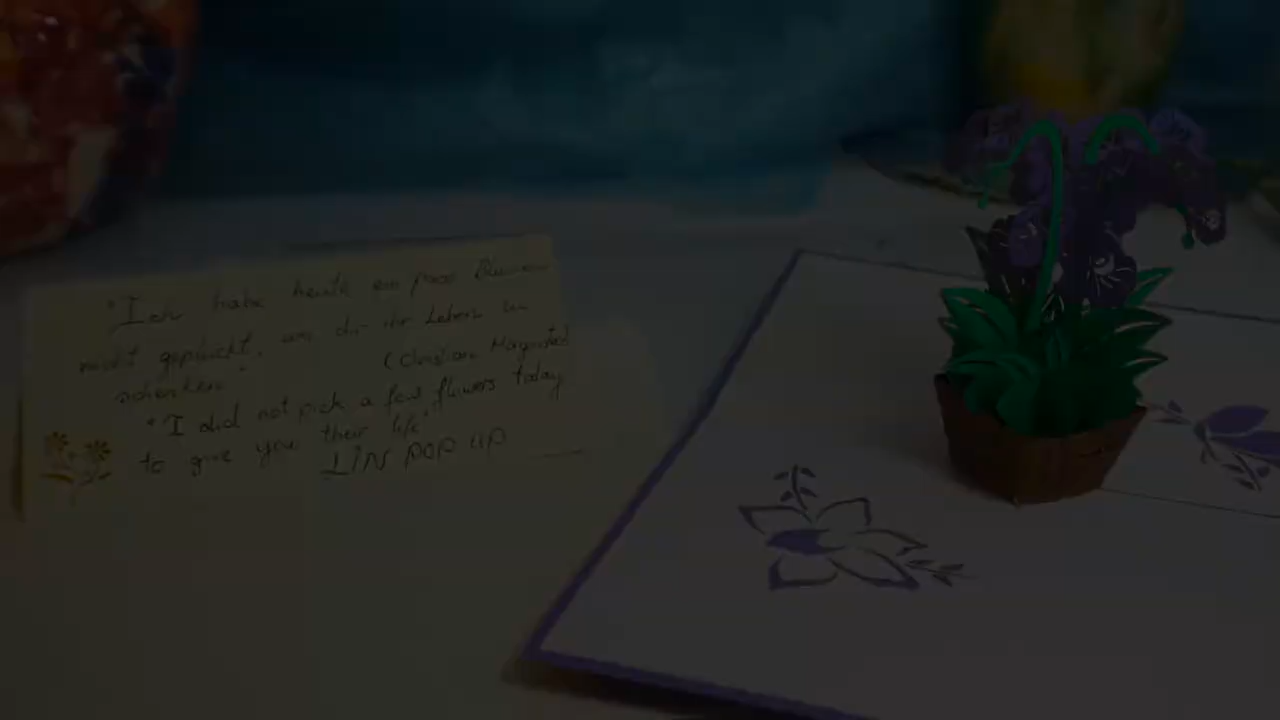 "Ich habe heute ein paar Blumen
nicht gepflückt, um dir ihr Leben zu
schenken" (Christian Morgenstern)
"I did not pick a few flowers today
to give you their life"
LIN POP UP